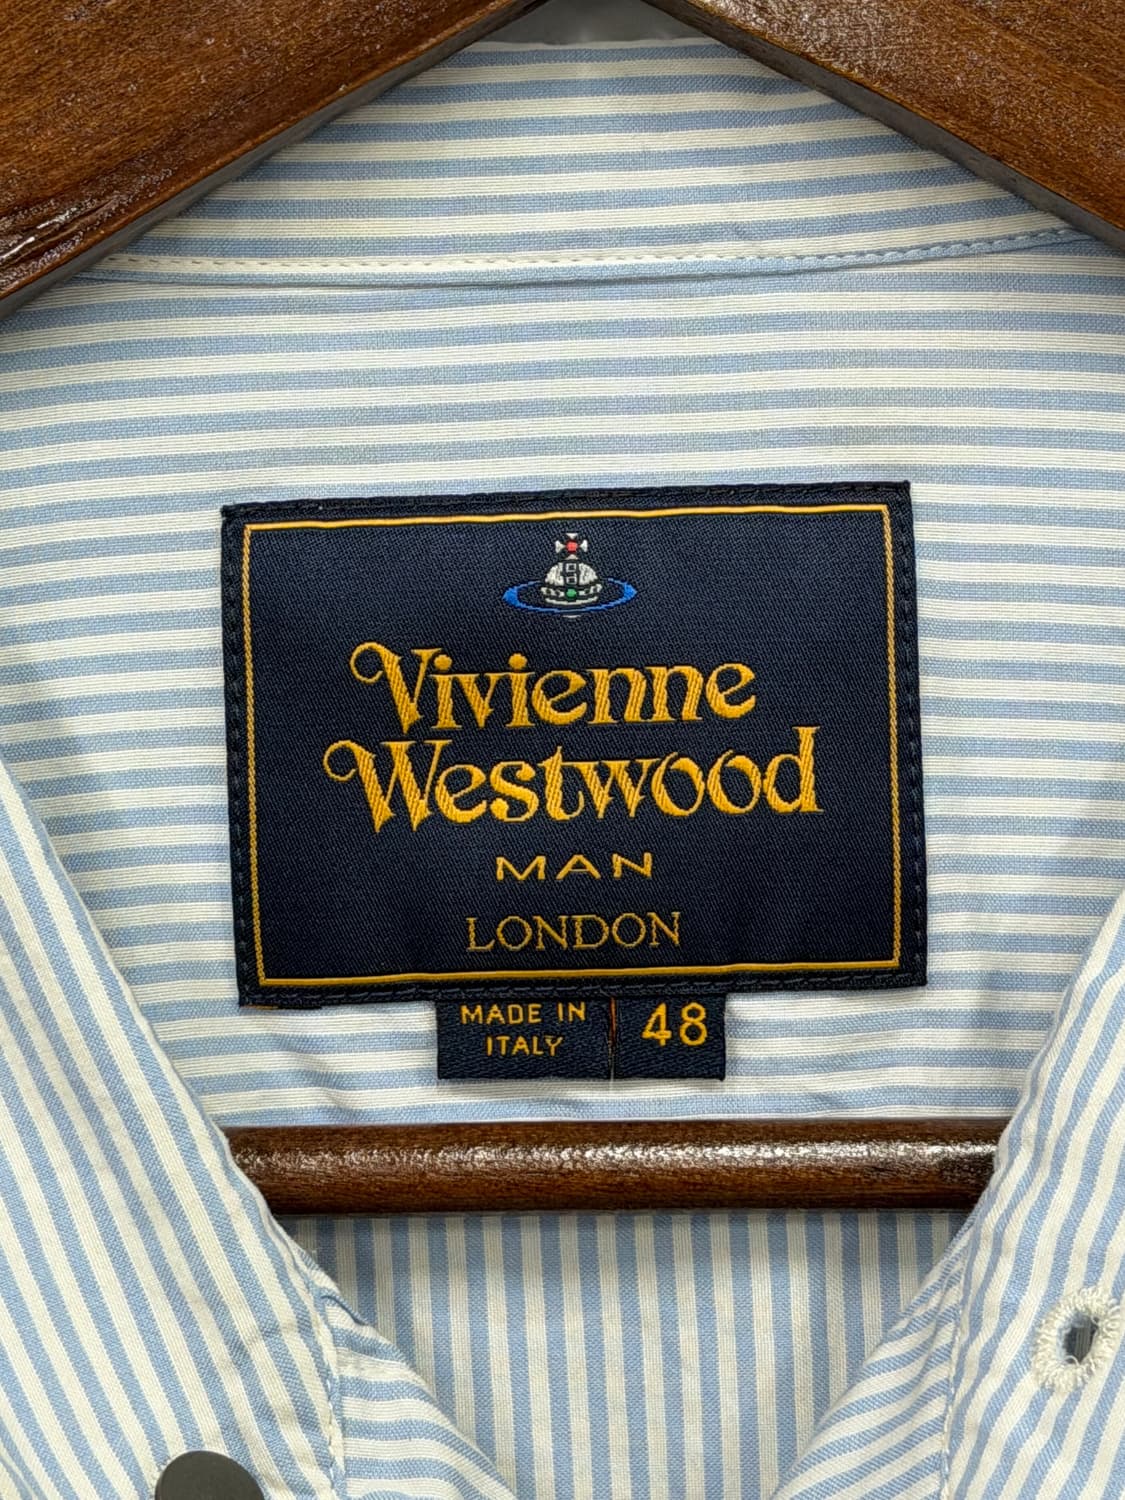 Vivienne
Westwood
MAN
LONDON
MADE IN
ITALY
48